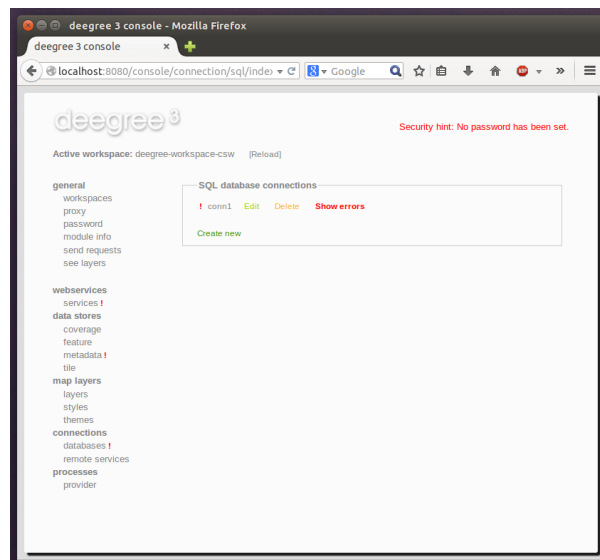 deegree 3 console - Mozilla Firefox
deegree 3 console
localhost:8080/console/connection/sql/index
Google
ABP
deegree 3
Security hint: No password has been set.
Active workspace: deegree-workspace-csw [Reload]
general
workspaces
proxy
password
module info
send requests
see layers
webservices
services !
data stores
coverage
feature
metadata !
tile
map layers
layers
styles
themes
connections
databases !
remote services
processes
provider
SQL database connections
! conn1 Edit Delete Show errors
Create new